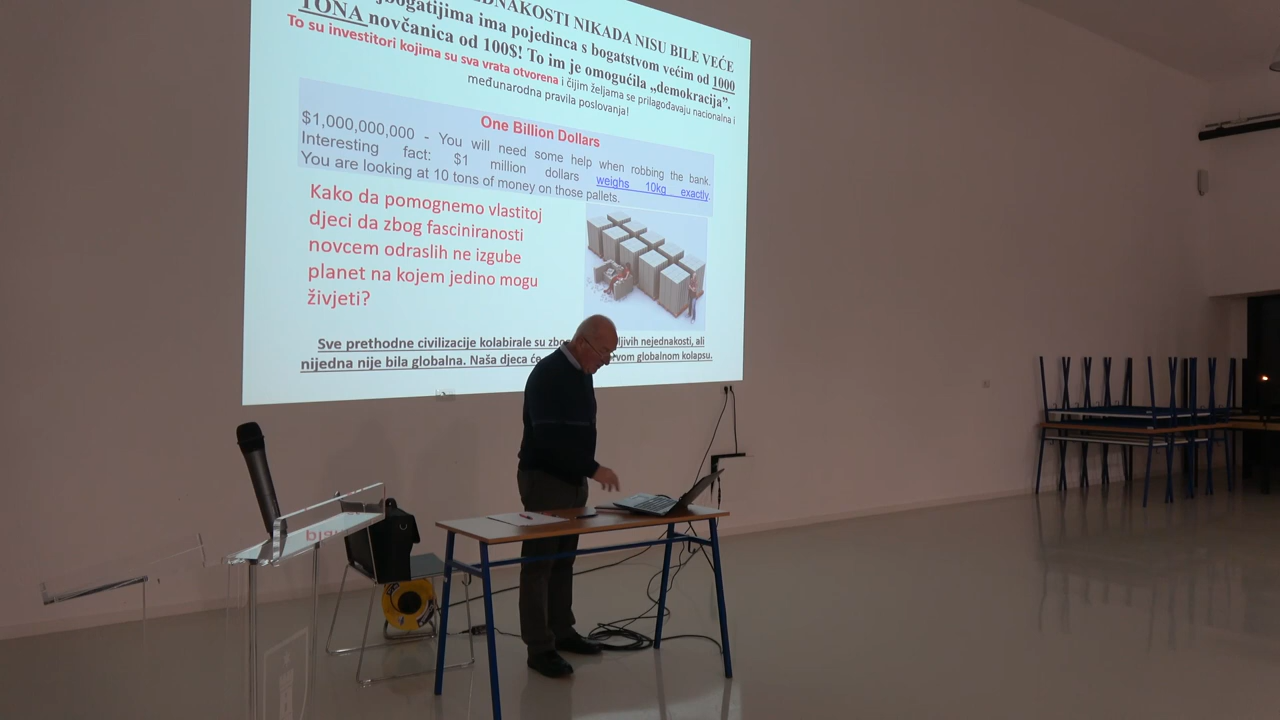 NIKADA NISU BILE VEĆE
ima pojedinca s bogatstvom većim od 1000
TONA novčanica od 100$! To im je omogućila „demokracija”.
To su investitori kojima su sva vrata otvorena i čijim željama se prilagođavaju nacionalna i
međunarodna pravila poslovanja!
One Billion Dollars
$1,000,000,000 - You will need some help when robbing the bank.
Interesting fact: $1 million dollars weighs 10kg exactly.
You are looking at 10 tons of money on those pallets.
Kako da pomognemo vlastitoj
djeci da zbog fasciniranosti
novcem odraslih ne izgube
planet na kojem jedino mogu
živjeti?
Sve prethodne civilizacije kolabirale su nejednakosti, ali
nijedna nije bila globalna. Naša djeca globalnom kolapsu.